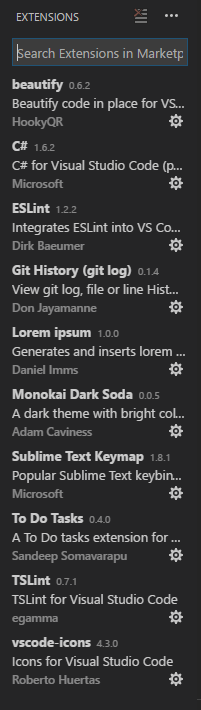 EXTENSIONS
Search Extensions in Marketp
beautify 0.6.2
Beautify code in place for VS...
HookyQR
C# 1.6.2
C# for Visual Studio Code (p...
Microsoft
ESLint 1.2.2
Integrates ESLint into VS Co...
Dirk Baeumer
Git History (git log) 0.1.4
View git log, file or line Hist...
Don Jayamanne
Lorem ipsum 1.0.0
Generates and inserts lorem ...
Daniel Imms
Monokai Dark Soda 0.0.5
A dark theme with bright col...
Adam Caviness
Sublime Text Keymap 1.8.1
Popular Sublime Text keybin...
Microsoft
To Do Tasks 0.4.0
A To Do tasks extension for ...
Sandeep Somavarapu
TSLint 0.7.1
TSLint for Visual Studio Code
egamma
vscode-icons 4.3.0
Icons for Visual Studio Code
Roberto Huertas